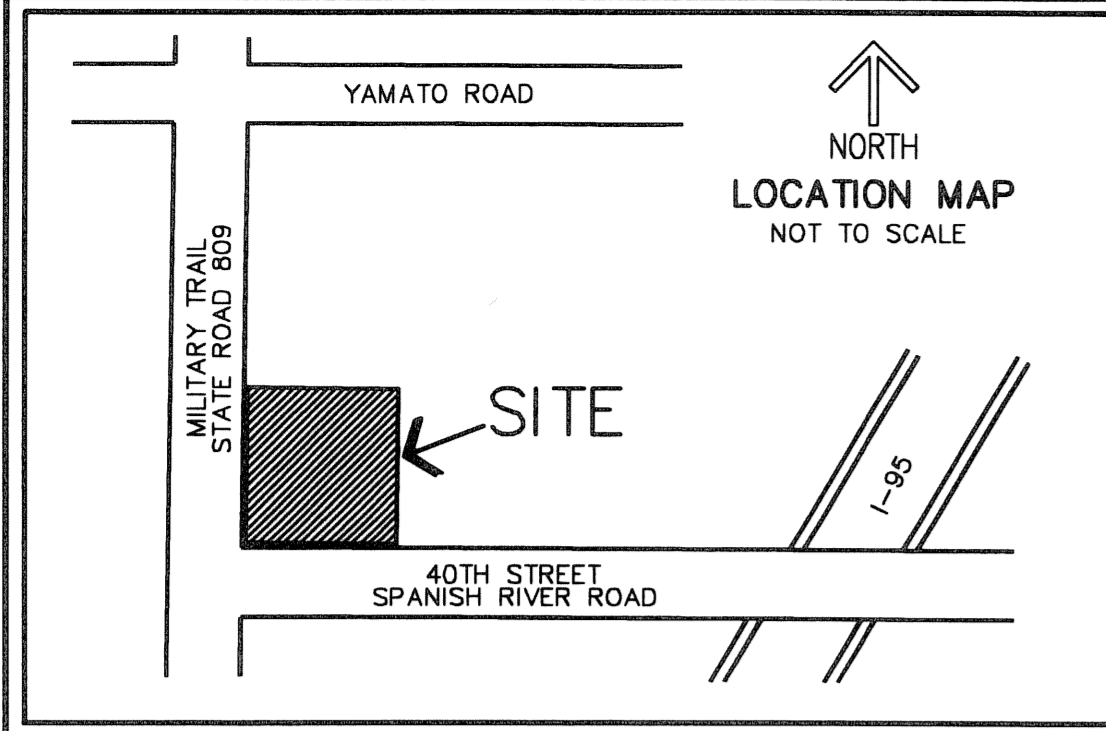 YAMATO ROAD
NORTH
LOCATION MAP
NOT TO SCALE
MILITARY TRAIL
STATE ROAD 809
SITE
I-95
40TH STREET
SPANISH RIVER ROAD